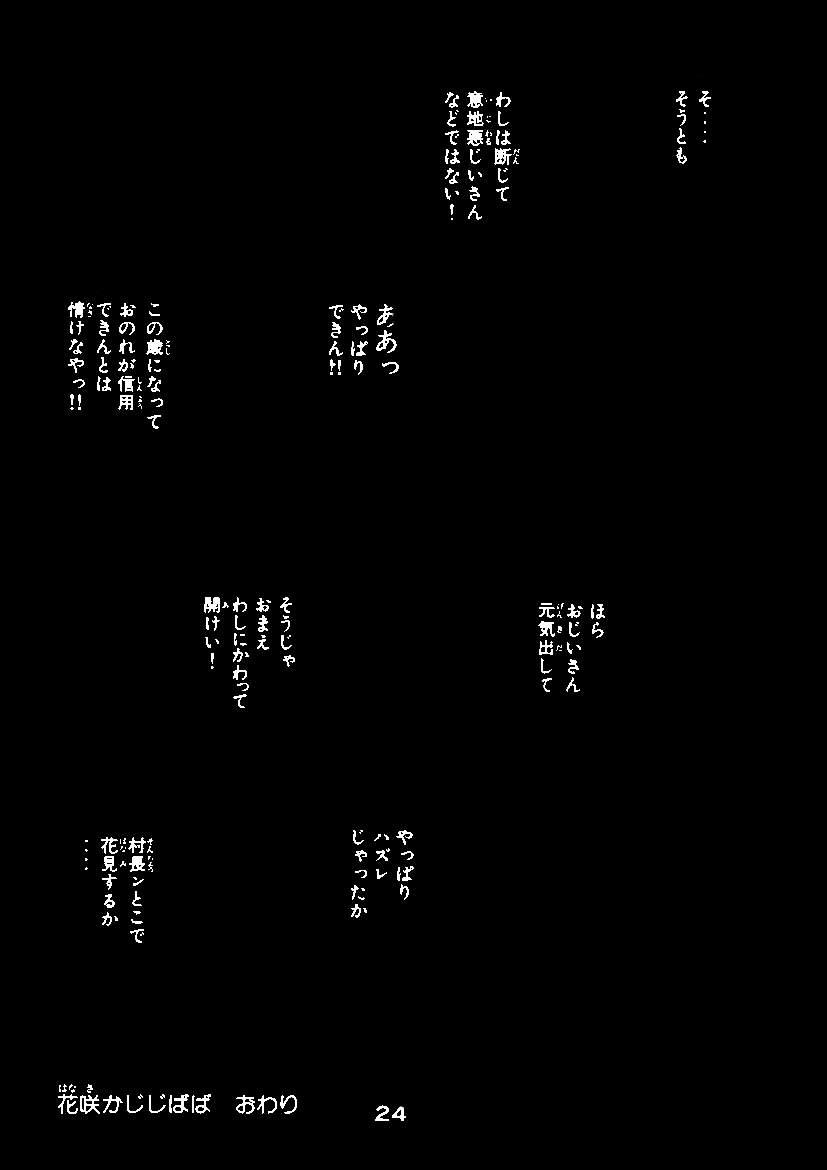 そ‥‥
そうとも
わしは断じて
意地悪じいさん
などではない！
ああっ
やっぱり
できん!!
この歳になって
おのれが信用
できんとは
情けなやっ!!
ほら
おじいさん
元気出して
そうじゃ
おまえ
わしにかわって
開けい！
やっぱり
ハズレ
じゃったか
村長ンとこで
花見するか
‥‥
花咲かじじばば　おわり
24